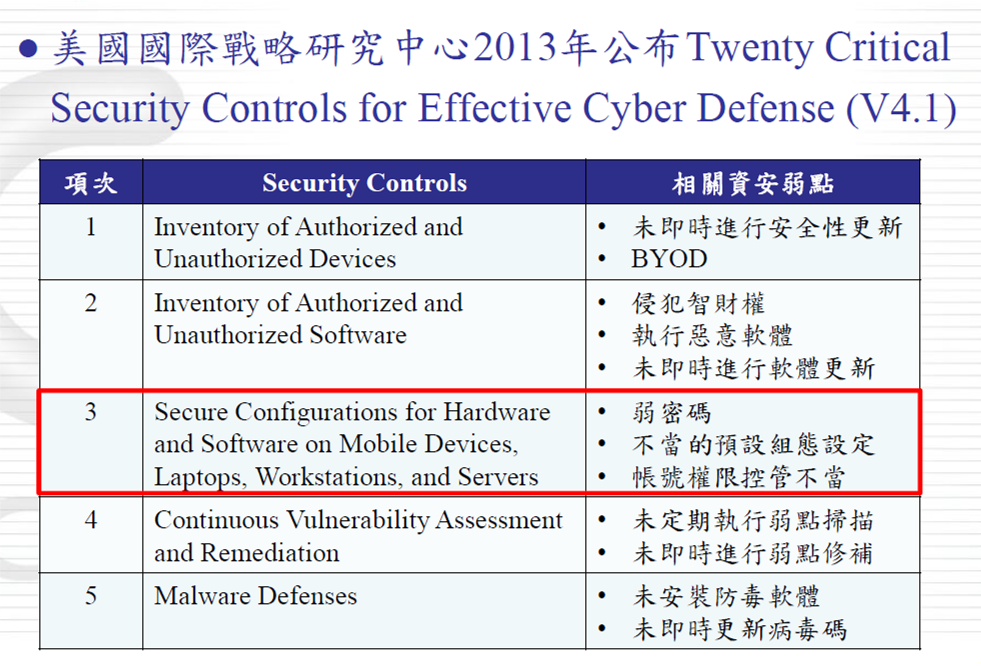 ● 美國國際戰略研究中心2013年公布Twenty Critical
Security Controls for Effective Cyber Defense (V4.1)
項次 Security Controls 相關資安弱點
1 Inventory of Authorized and • 未即時進行安全性更新
Unauthorized Devices • BYOD
2 Inventory of Authorized and • 侵犯智財權
Unauthorized Software • 執行惡意軟體
• 未即時進行軟體更新
3 Secure Configurations for Hardware • 弱密碼
and Software on Mobile Devices, • 不當的預設組態設定
Laptops, Workstations, and Servers • 帳號權限控管不當
4 Continuous Vulnerability Assessment • 未定期執行弱點掃描
and Remediation • 未即時進行弱點修補
5 Malware Defenses • 未安裝防毒軟體
• 未即時更新病毒碼